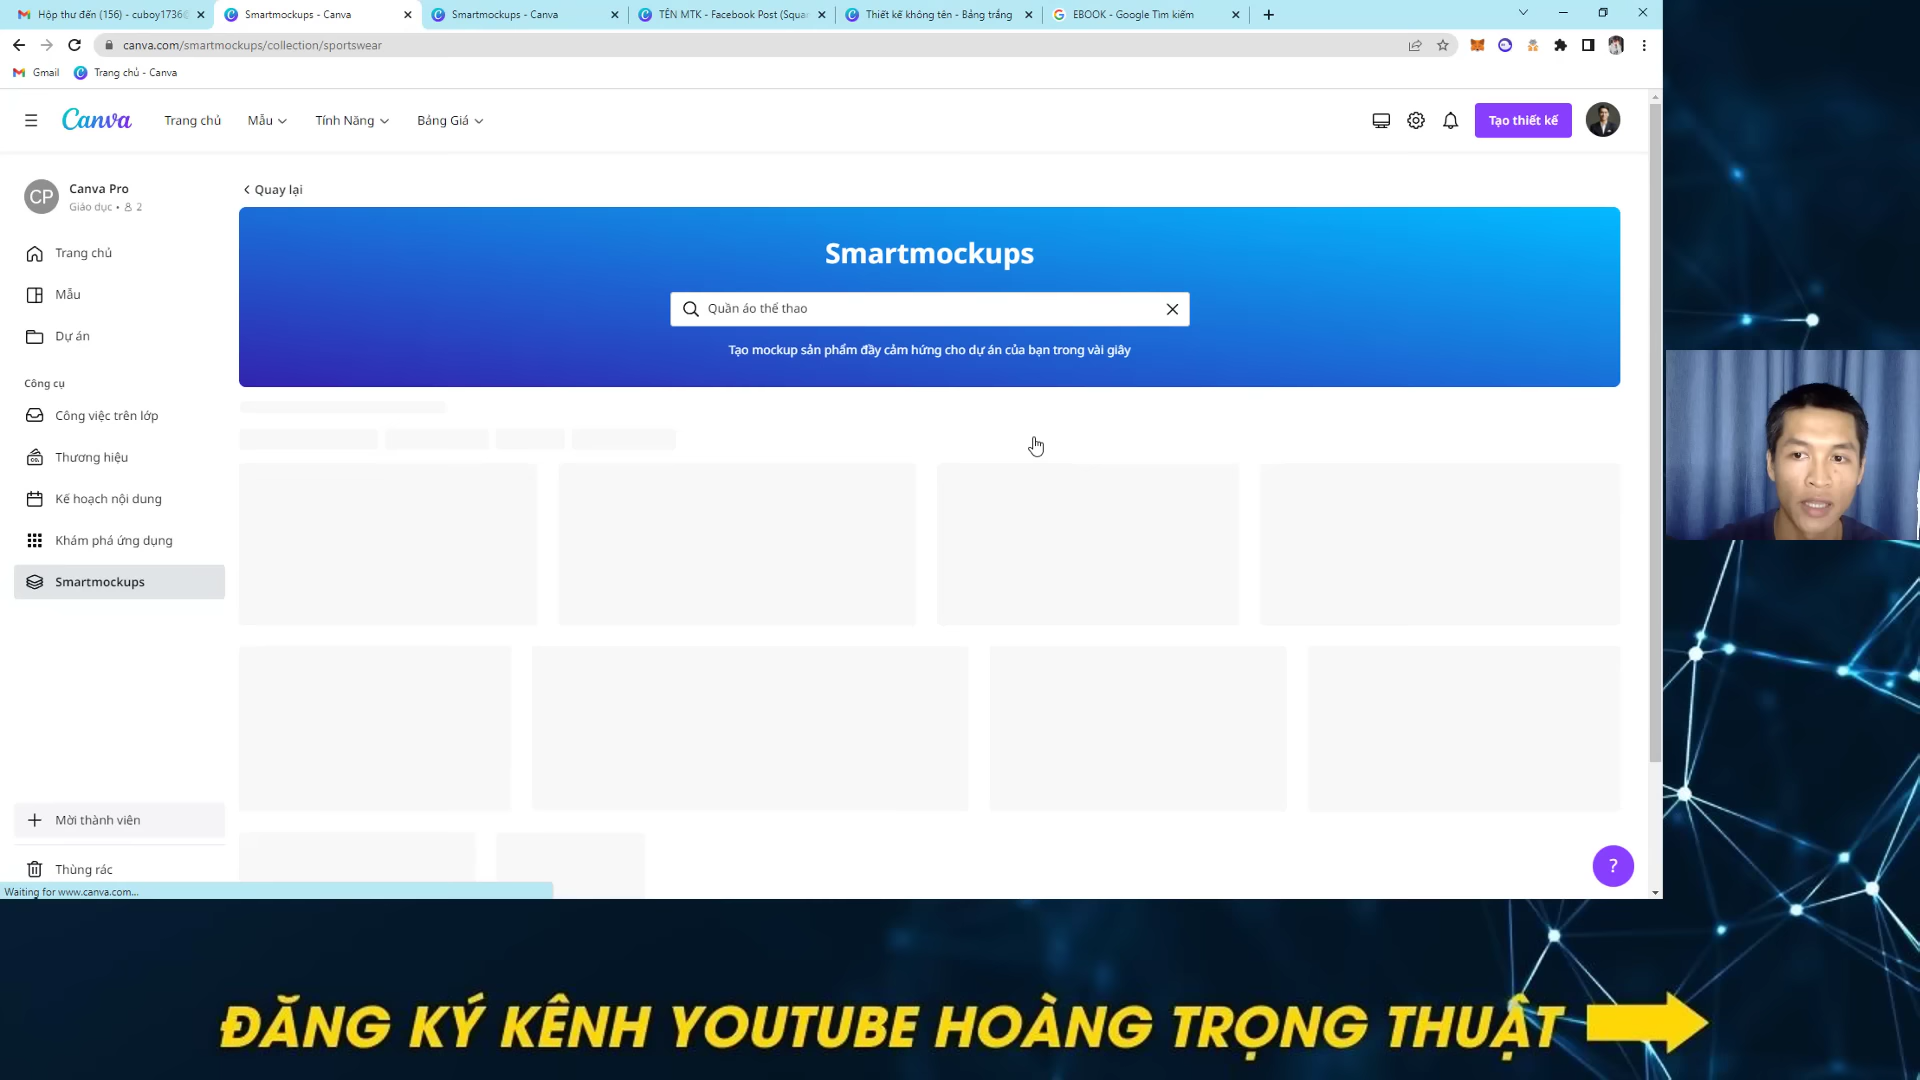 Hộp thư đến (156) - cuboy1736
Smartmockups - Canva
Smartmockups - Canva
TÊN MTK - Facebook Post (Squar
Thiết kế không tên - Bảng trắng
EBOOK - Google Tìm kiếm
canva.com/smartmockups/collection/sportswear
Gmail
Trang chủ - Canva
Canva
Trang chủ
Mẫu
Tính Năng
Bảng Giá
Tạo thiết kế
CP
Canva Pro
Giáo dục • 2
Trang chủ
Mẫu
Dự án
Công cụ
Công việc trên lớp
Thương hiệu
Kế hoạch nội dung
Khám phá ứng dụng
Smartmockups
Mời thành viên
Thùng rác
Waiting for www.canva.com...
Quay lại
Smartmockups
Quần áo thể thao
Tạo mockup sản phẩm đầy cảm hứng cho dự án của bạn trong vài giây
?
ĐĂNG KÝ KÊNH YOUTUBE HOÀNG TRỌNG THUẬT